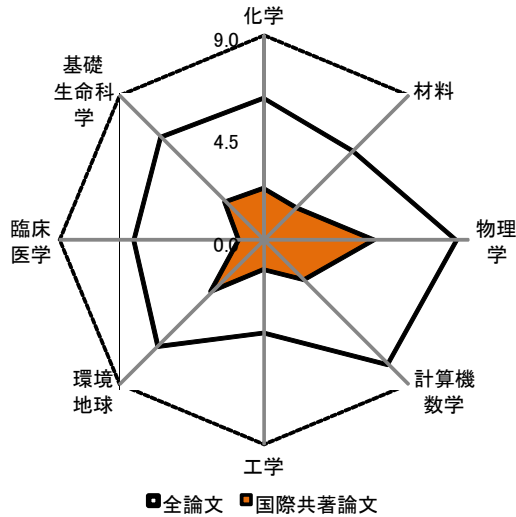 化学
9.0
基礎
生命科
学
材料
4.5
臨床
医学
0.0
物理
学
環境
地球
計算機
数学
工学
全論文 国際共著論文